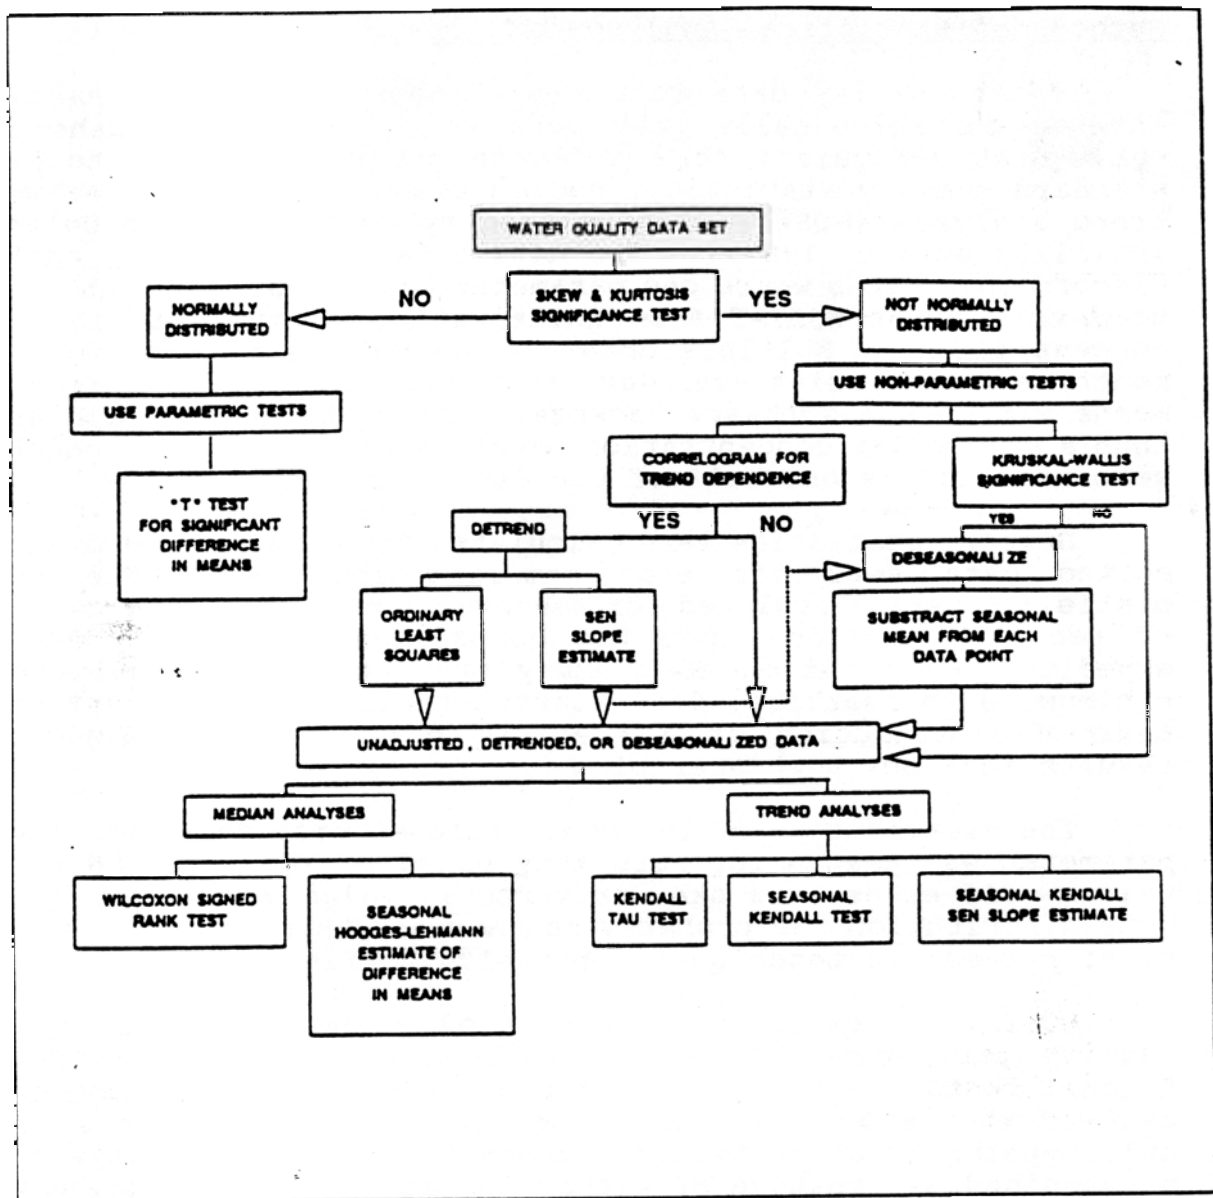 WATER QUALITY DATA SET
NO
SKEW & KURTOSIS
SIGNIFICANCE TEST
YES
NORMALLY
DISTRIBUTED
NOT NORMALLY
DISTRIBUTED
USE PARAMETRIC TESTS
USE NON-PARAMETRIC TESTS
"T" TEST
FOR SIGNIFICANT
DIFFERENCE
IN MEANS
CORRELOGRAM FOR
TREND DEPENDENCE
KRUSKAL-WALLIS
SIGNIFICANCE TEST
YES
NO
YES
NO
DETREND
DESEASONALIZE
ORDINARY
LEAST
SQUARES
SEN
SLOPE
ESTIMATE
SUBSTRACT SEASONAL
MEAN FROM EACH
DATA POINT
UNADJUSTED, DETRENDED, OR DESEASONALIZED DATA
MEDIAN ANALYSES
TREND ANALYSES
WILCOXON SIGNED
RANK TEST
SEASONAL
HODGES-LEHMANN
ESTIMATE OF
DIFFERENCE
IN MEANS
KENDALL
TAU TEST
SEASONAL
KENDALL TEST
SEASONAL KENDALL
SEN SLOPE ESTIMATE